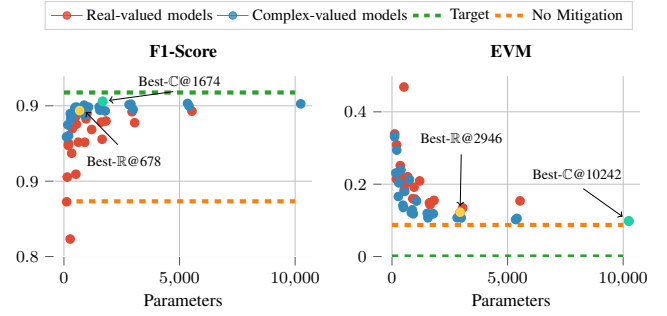 Real-valued models Complex-valued models Target No Mitigation
F1-Score EVM
Best-ℂ@1674
Best-ℝ@678
0.9
0.9
0.8
0 5,000 10,000
Parameters
Best-ℝ@2946
Best-ℂ@10242
0.4
0.2
0
0 5,000 10,000
Parameters